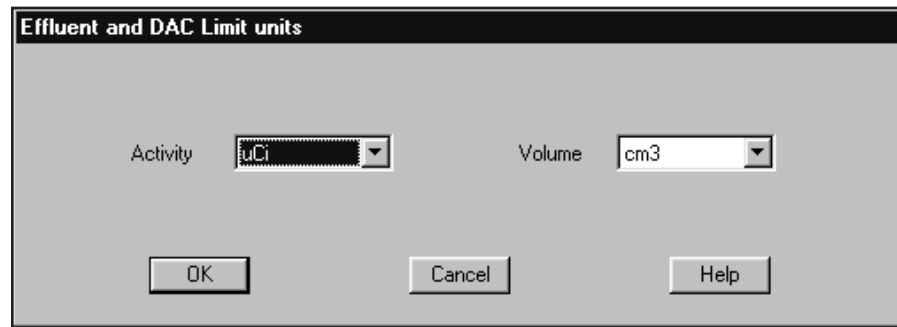 Effluent and DAC Limit units
Activity uCi Volume cm3
OK Cancel Help